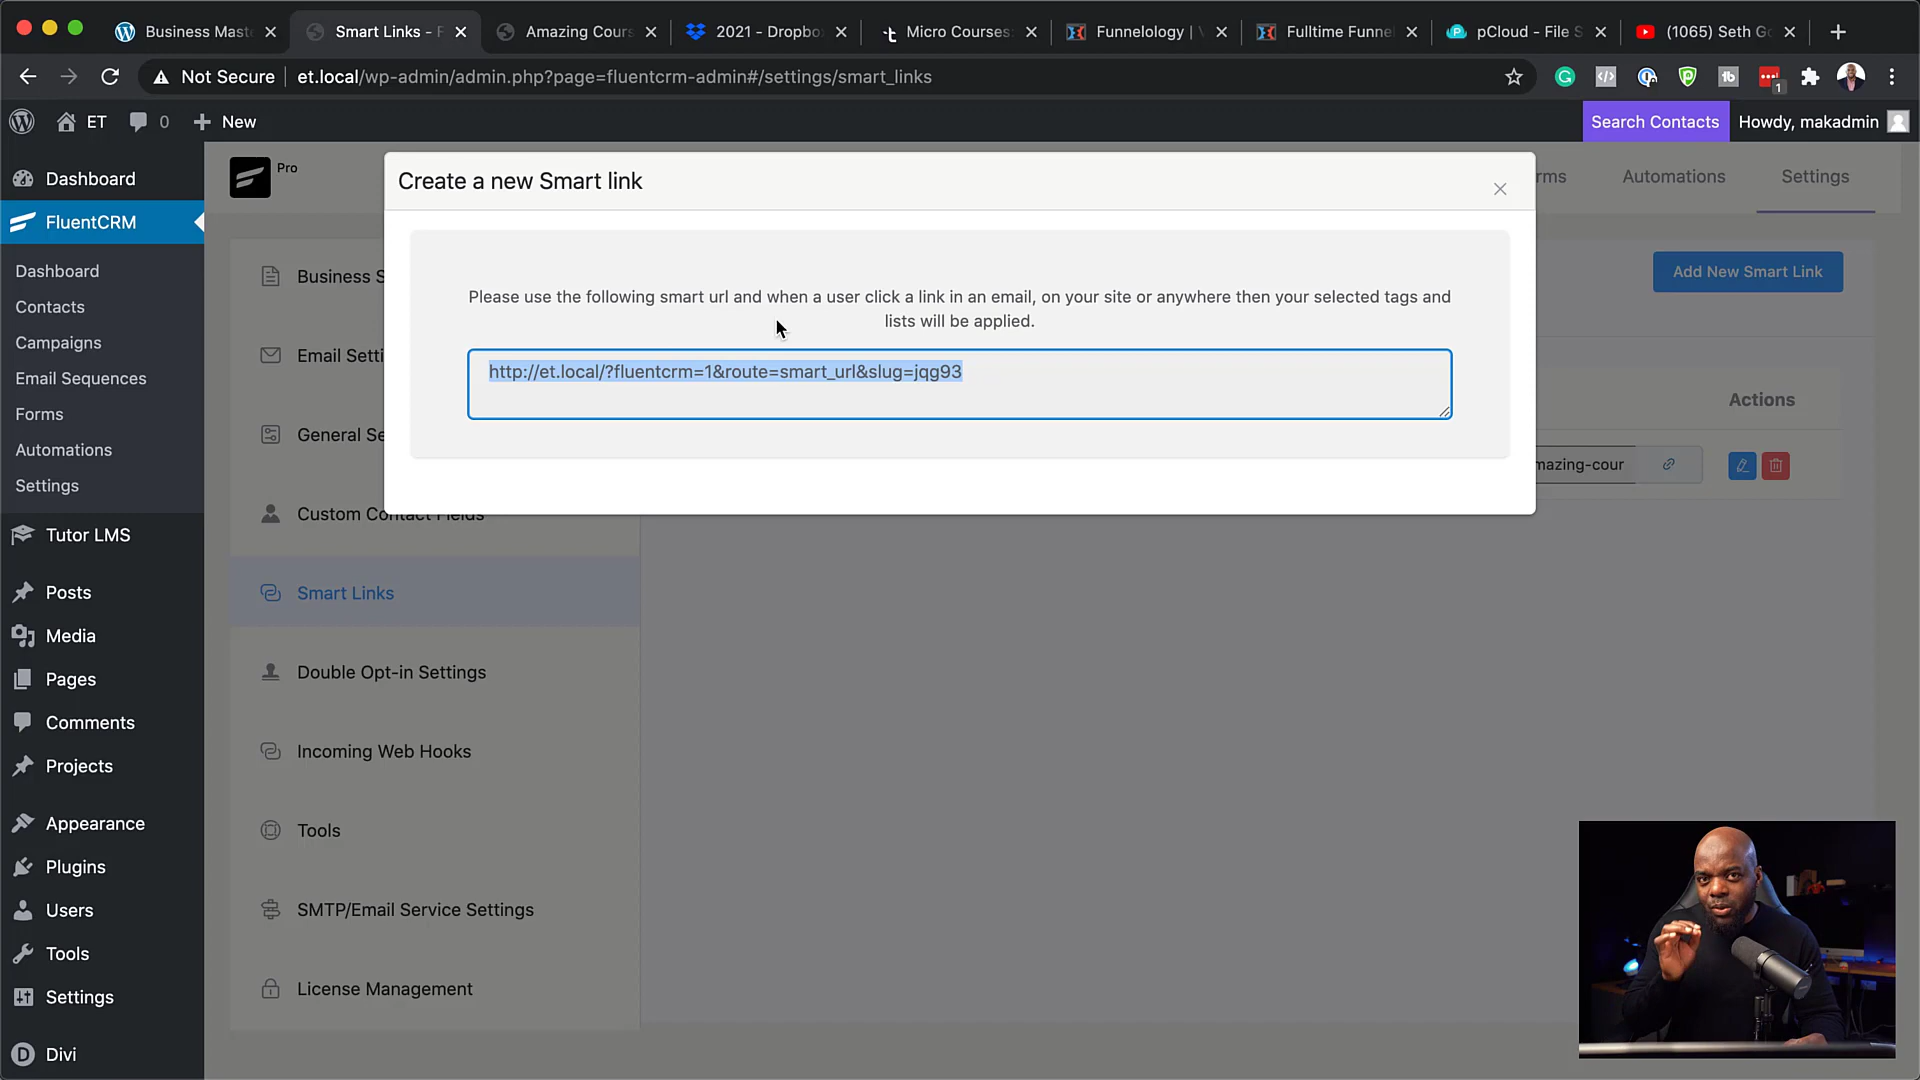 Business Mast
Smart Links - F
Amazing Cours
2021 - Dropbo
Micro Courses
Funnelology | V
Fulltime Funne
pCloud - File S
(1065) Seth Go
Not Secure
et.local/wp-admin/admin.php?page=fluentcrm-admin#/settings/smart_links
1
ET
0
New
Search Contacts
Howdy, makadmin
Dashboard
FluentCRM
Dashboard
Contacts
Campaigns
Email Sequences
Forms
Automations
Settings
Tutor LMS
Posts
Media
Pages
Comments
Projects
Appearance
Plugins
Users
Tools
Settings
Divi
Pro
rms
Automations
Settings
Business S
Email Setti
General Se
Custom Contact Fields
Smart Links
Double Opt-in Settings
Incoming Web Hooks
Tools
SMTP/Email Service Settings
License Management
Create a new Smart link
Please use the following smart url and when a user click a link in an email, on your site or anywhere then your selected tags and
lists will be applied.
http://et.local/?fluentcrm=1&route=smart_url&slug=jqg93
Add New Smart Link
Actions
mazing-cour